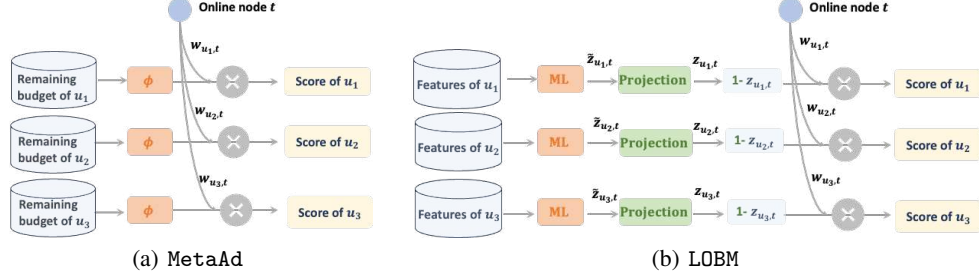 Online node t
w_{u_1,t}
Remaining
budget of u_1
ϕ
Score of u_1
w_{u_2,t}
Remaining
budget of u_2
ϕ
Score of u_2
w_{u_3,t}
Remaining
budget of u_3
ϕ
Score of u_3
(a) MetaAd
Online node t
w_{u_1,t}
Features of u_1
ML
z̃_{u_1,t}
Projection
z_{u_1,t}
1- z_{u_1,t}
Score of u_1
w_{u_2,t}
Features of u_2
ML
z̃_{u_2,t}
Projection
z_{u_2,t}
1- z_{u_2,t}
Score of u_2
w_{u_3,t}
Features of u_3
ML
z̃_{u_3,t}
Projection
z_{u_3,t}
1- z_{u_3,t}
Score of u_3
(b) LOBM